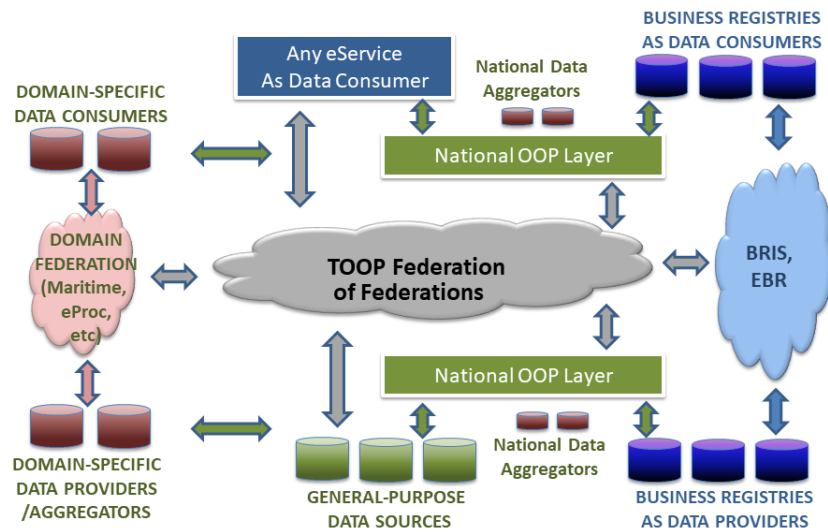 BUSINESS REGISTRIES
AS DATA CONSUMERS
Any eService
As Data Consumer
National Data
Aggregators
DOMAIN-SPECIFIC
DATA CONSUMERS
National OOP Layer
DOMAIN
FEDERATION
(Maritime,
eProc,
etc)
TOOP Federation
of Federations
BRIS,
EBR
National OOP Layer
National Data
Aggregators
DOMAIN-SPECIFIC
DATA PROVIDERS
/AGGREGATORS
GENERAL-PURPOSE
DATA SOURCES
BUSINESS REGISTRIES
AS DATA PROVIDERS